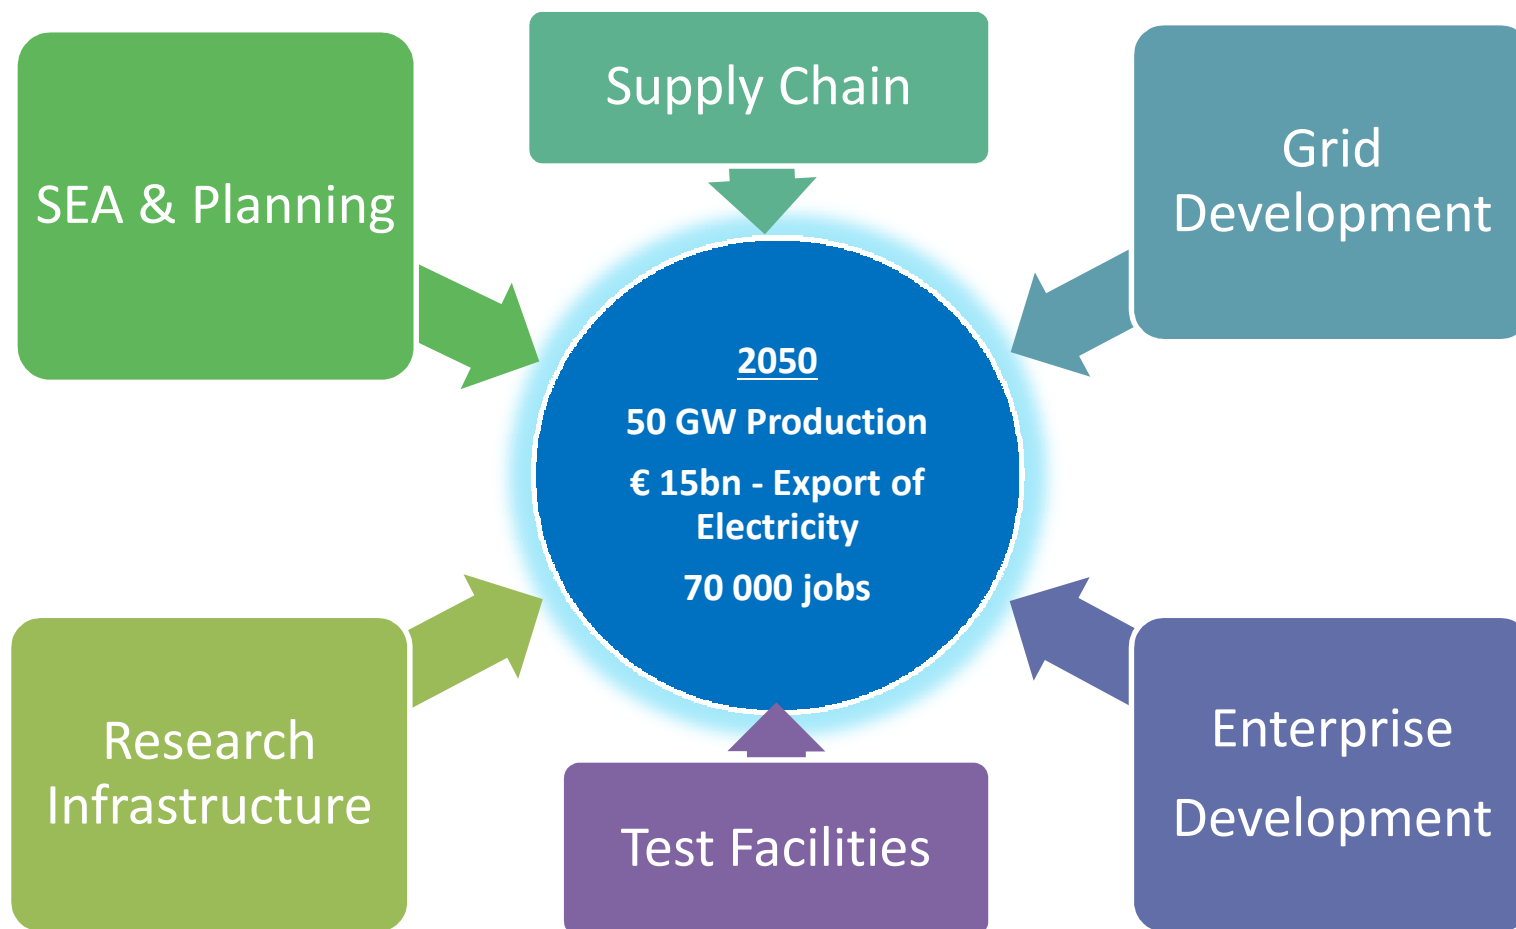 Supply Chain
SEA & Planning
Grid
Development
2050
50 GW Production
€ 15bn - Export of
Electricity
70 000 jobs
Research
Infrastructure
Test Facilities
Enterprise
Development